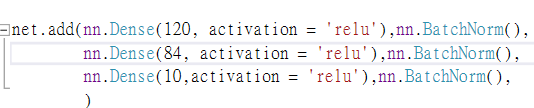 net.add(nn.Dense(120, activation = 'relu'),nn.BatchNorm(),
nn.Dense(84, activation = 'relu'),nn.BatchNorm(),
nn.Dense(10,activation = 'relu'),nn.BatchNorm(),
)